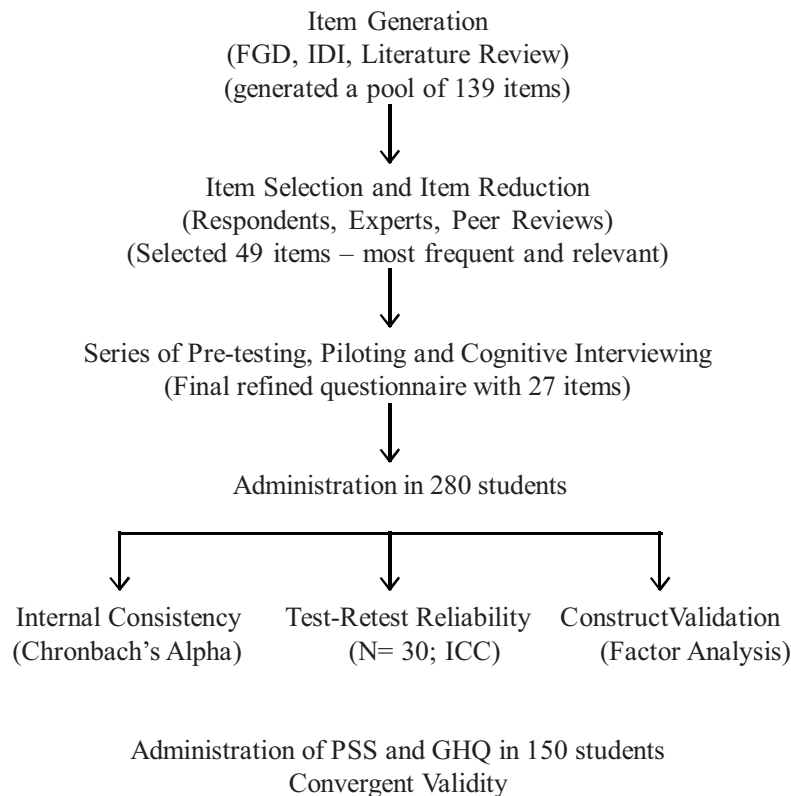 Item Generation
(FGD, IDI, Literature Review)
(generated a pool of 139 items)
Item Selection and Item Reduction
(Respondents, Experts, Peer Reviews)
(Selected 49 items – most frequent and relevant)
Series of Pre-testing, Piloting and Cognitive Interviewing
(Final refined questionnaire with 27 items)
Administration in 280 students
Internal Consistency
(Chronbach's Alpha)
Test-Retest Reliability
(N= 30; ICC)
ConstructValidation
(Factor Analysis)
Administration of PSS and GHQ in 150 students
Convergent Validity